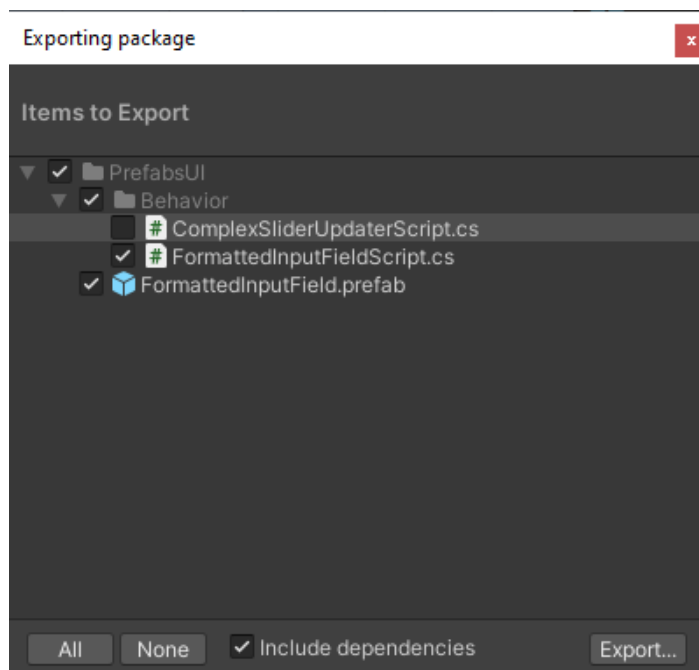 Exporting package
x
Items to Export
PrefabsUI
Behavior
# ComplexSliderUpdaterScript.cs
# FormattedInputFieldScript.cs
FormattedInputField.prefab
All None Include dependencies Export...